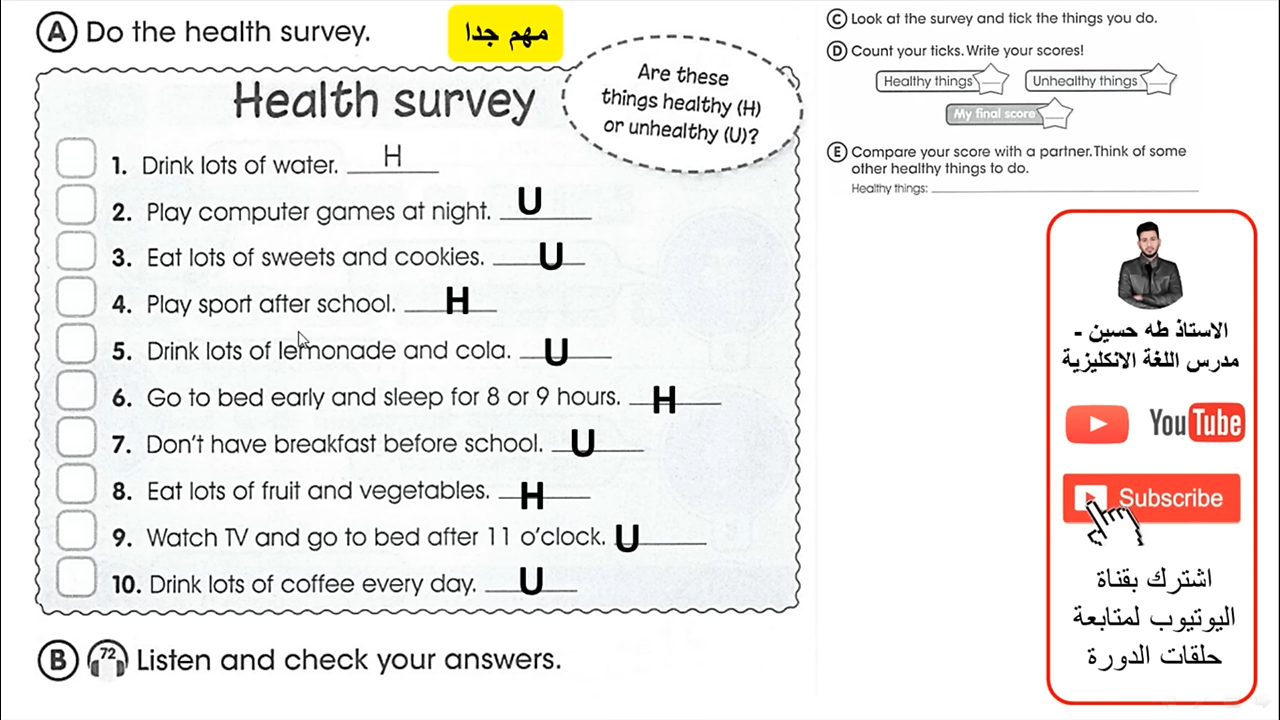 A Do the health survey.
مهم جدا
Health survey
Are these
things healthy (H)
or unhealthy (U)?
1. Drink lots of water. H
2. Play computer games at night. U
3. Eat lots of sweets and cookies. U
4. Play sport after school. H
5. Drink lots of lemonade and cola. U
6. Go to bed early and sleep for 8 or 9 hours. H
7. Don't have breakfast before school. U
8. Eat lots of fruit and vegetables. H
9. Watch TV and go to bed after 11 o'clock. U
10. Drink lots of coffee every day. U
B 72 Listen and check your answers.
C Look at the survey and tick the things you do.
D Count your ticks. Write your scores!
Healthy things
Unhealthy things
My final score
E Compare your score with a partner. Think of some
other healthy things to do.
Healthy things:
الاستاذ طه حسين -
مدرس اللغة الانكليزية
YouTube
Subscribe
اشترك بقناة
اليوتيوب لمتابعة
حلقات الدورة